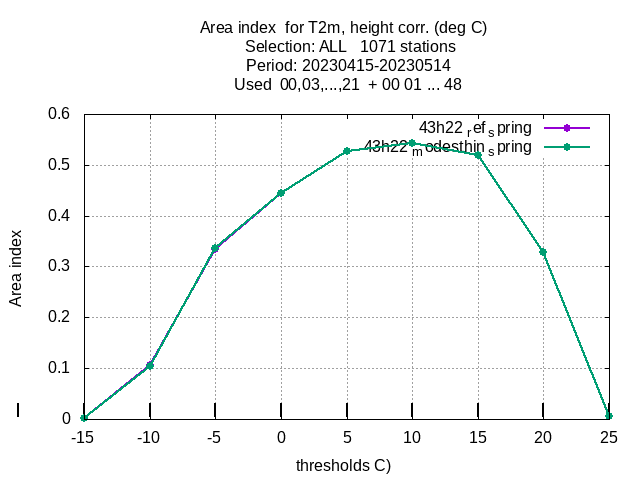 Area index  for T2m, height corr. (deg C)
Selection: ALL   1071 stations
Period: 20230415-20230514
Used  00,03,...,21  + 00 01 ... 48
43h22 ref spring
43h22 modesthin spring
0.6
0.5
0.4
0.3
0.2
0.1
0
Area index
-15 -10 -5 0 5 10 15 20 25
thresholds C)